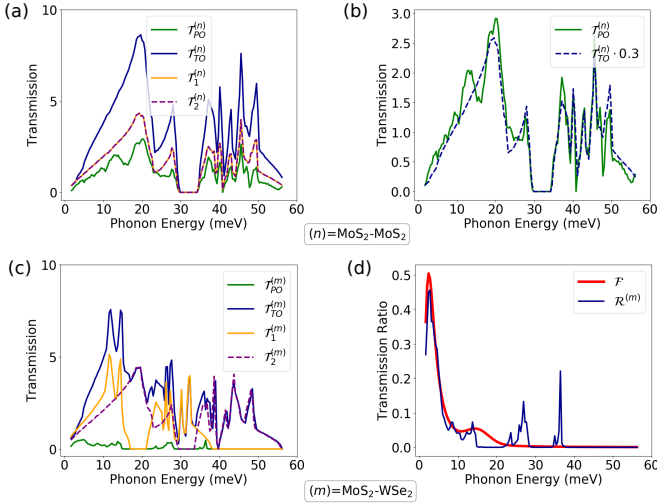 (a)
Transmission
10
5
0
0 10 20 30 40 50 60
Phonon Energy (meV)
𝒯_PO^(n)
𝒯_TO^(n)
𝒯_1^(n)
𝒯_2^(n)
(b)
Transmission
3.0
2.5
2.0
1.5
1.0
0.5
0.0
0 10 20 30 40 50 60
Phonon Energy (meV)
𝒯_PO^(n)
𝒯_TO^(n) · 0.3
(n)=MoS₂-MoS₂
(c)
Transmission
10
5
0
0 10 20 30 40 50 60
Phonon Energy (meV)
𝒯_PO^(m)
𝒯_TO^(m)
𝒯_1^(m)
𝒯_2^(m)
(d)
Transmission Ratio
0.5
0.4
0.3
0.2
0.1
0.0
0 10 20 30 40 50 60
Phonon Energy (meV)
ℱ
ℛ^(m)
(m)=MoS₂-WSe₂